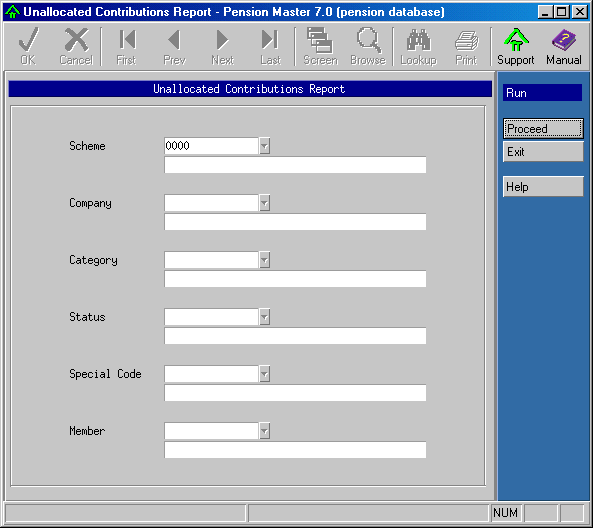 Unallocated Contributions Report - Pension Master 7.0 (pension database)
OK Cancel First Prev Next Last Screen Browse Lookup Print Support Manual
Unallocated Contributions Report
Run
Proceed
Exit
Help
Scheme 0000
Company
Category
Status
Special Code
Member
NUM